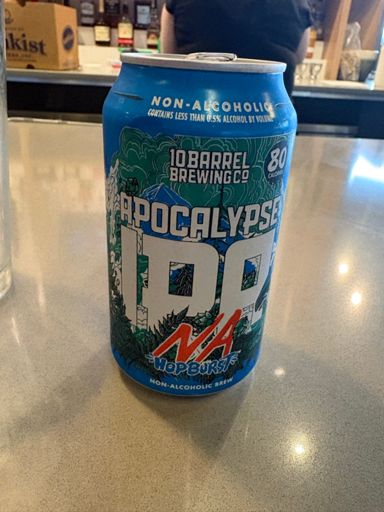 NON-ALCOHOLIC
CONTAINS LESS THAN 0.5% ALCOHOL BY VOLUME
10 BARREL
BREWING CO
80
APOCALYPSE
IPA
NA
HOPBURST
NON-ALCOHOLIC BREW